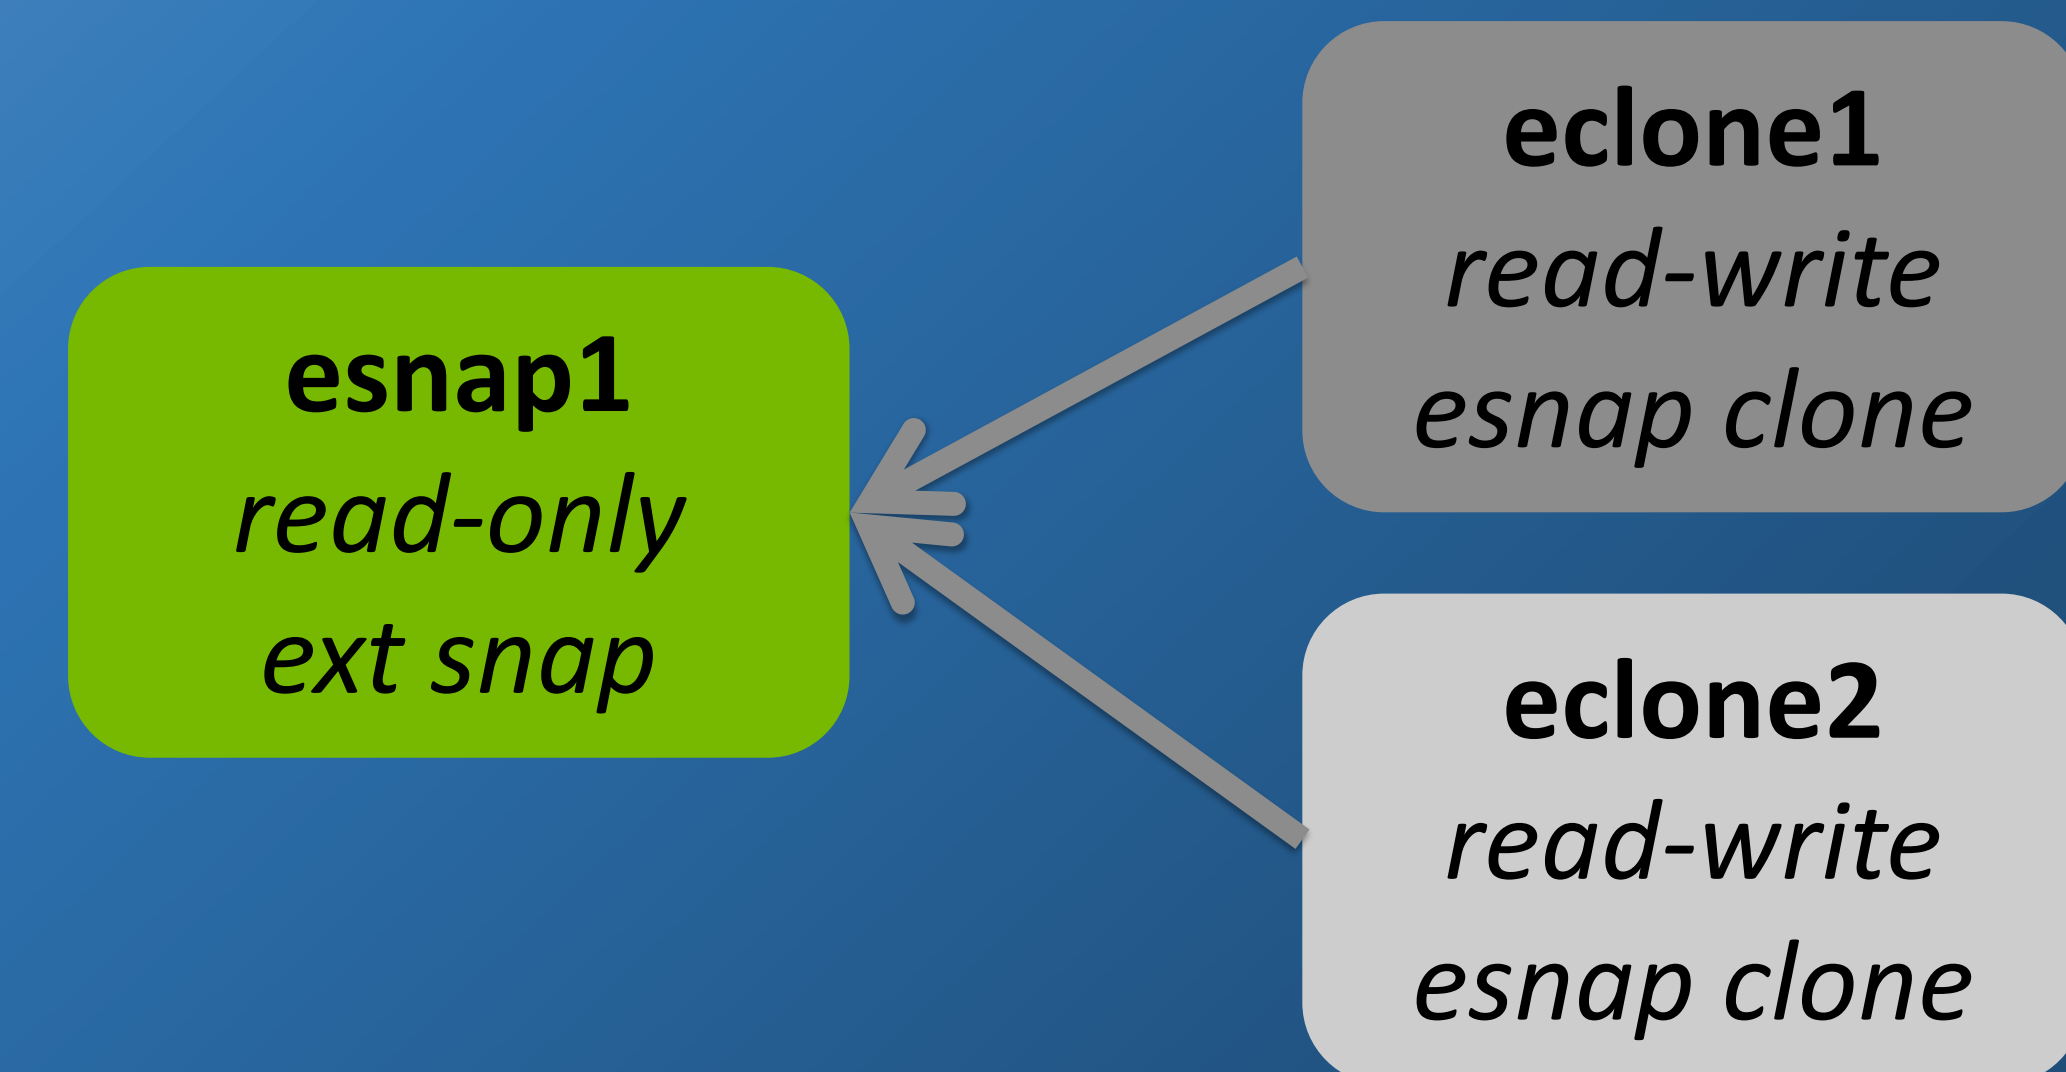 esnap1
read-only
ext snap
eclone1
read-write
esnap clone
eclone2
read-write
esnap clone